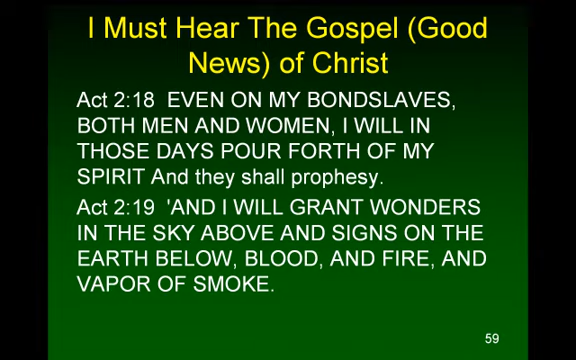 I Must Hear The Gospel (Good
News) of Christ
Act 2:18  EVEN ON MY BONDSLAVES,
BOTH MEN AND WOMEN, I WILL IN
THOSE DAYS POUR FORTH OF MY
SPIRIT And they shall prophesy.
Act 2:19  'AND I WILL GRANT WONDERS
IN THE SKY ABOVE AND SIGNS ON THE
EARTH BELOW, BLOOD, AND FIRE, AND
VAPOR OF SMOKE.
59